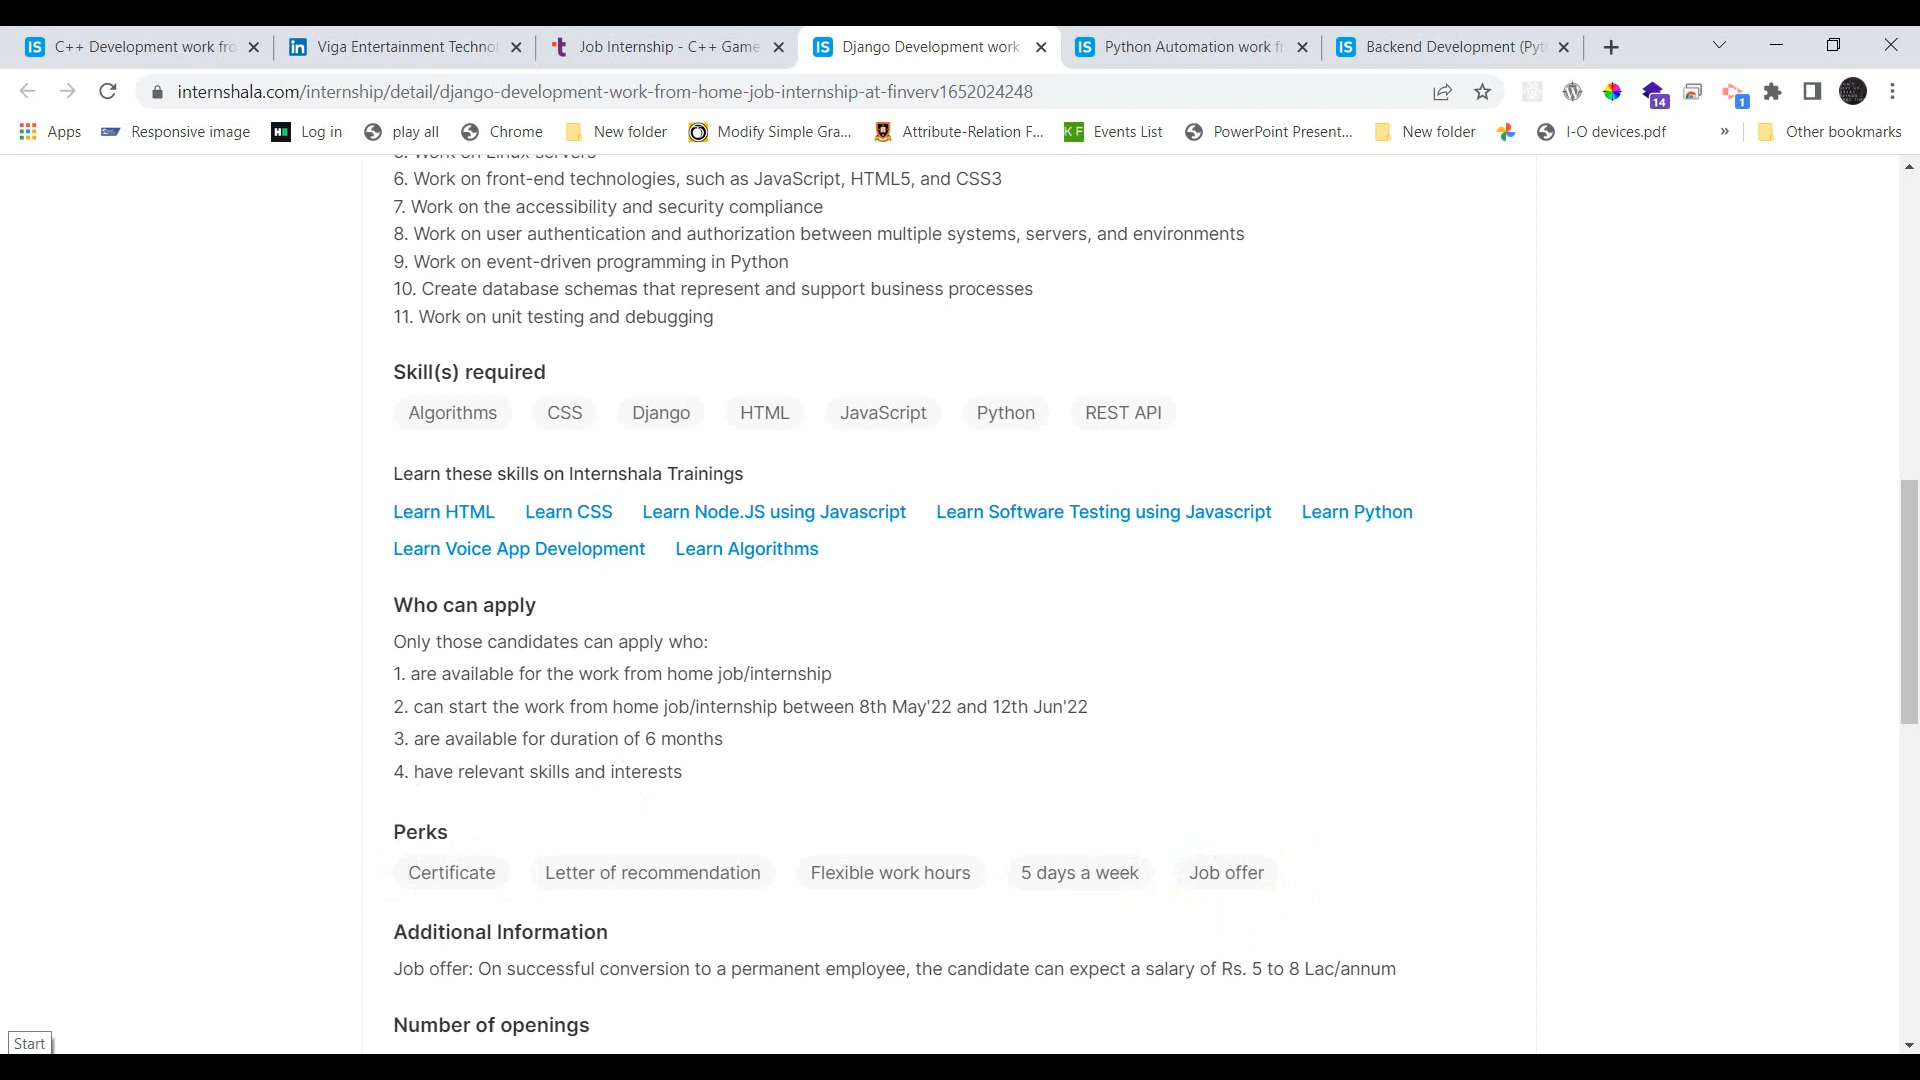 C++ Development work fro
Viga Entertainment Technol
Job Internship - C++ Game
Django Development work
Python Automation work fr
Backend Development (Pyt
internshala.com/internship/detail/django-development-work-from-home-job-internship-at-finverv1652024248
14
1
Apps
Responsive image
Log in
play all
Chrome
New folder
Modify Simple Gra...
Attribute-Relation F...
Events List
PowerPoint Present...
New folder
I-O devices.pdf
»
Other bookmarks
5. Work on Linux servers
6. Work on front-end technologies, such as JavaScript, HTML5, and CSS3
7. Work on the accessibility and security compliance
8. Work on user authentication and authorization between multiple systems, servers, and environments
9. Work on event-driven programming in Python
10. Create database schemas that represent and support business processes
11. Work on unit testing and debugging
Skill(s) required
Algorithms CSS Django HTML JavaScript Python REST API
Learn these skills on Internshala Trainings
Learn HTML Learn CSS Learn Node.JS using Javascript Learn Software Testing using Javascript Learn Python
Learn Voice App Development Learn Algorithms
Who can apply
Only those candidates can apply who:
1. are available for the work from home job/internship
2. can start the work from home job/internship between 8th May'22 and 12th Jun'22
3. are available for duration of 6 months
4. have relevant skills and interests
Perks
Certificate Letter of recommendation Flexible work hours 5 days a week Job offer
Additional Information
Job offer: On successful conversion to a permanent employee, the candidate can expect a salary of Rs. 5 to 8 Lac/annum
Number of openings
Start